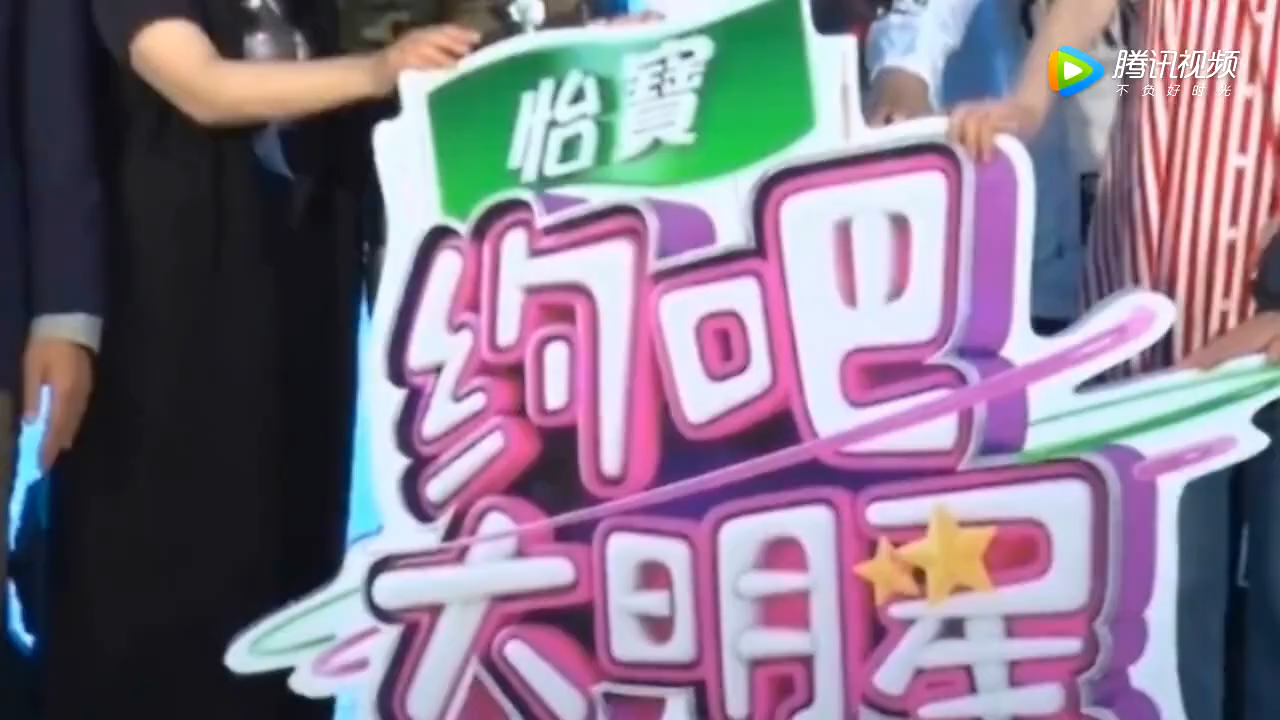 腾讯视频
不负好时光
怡寶
约吧
大明星